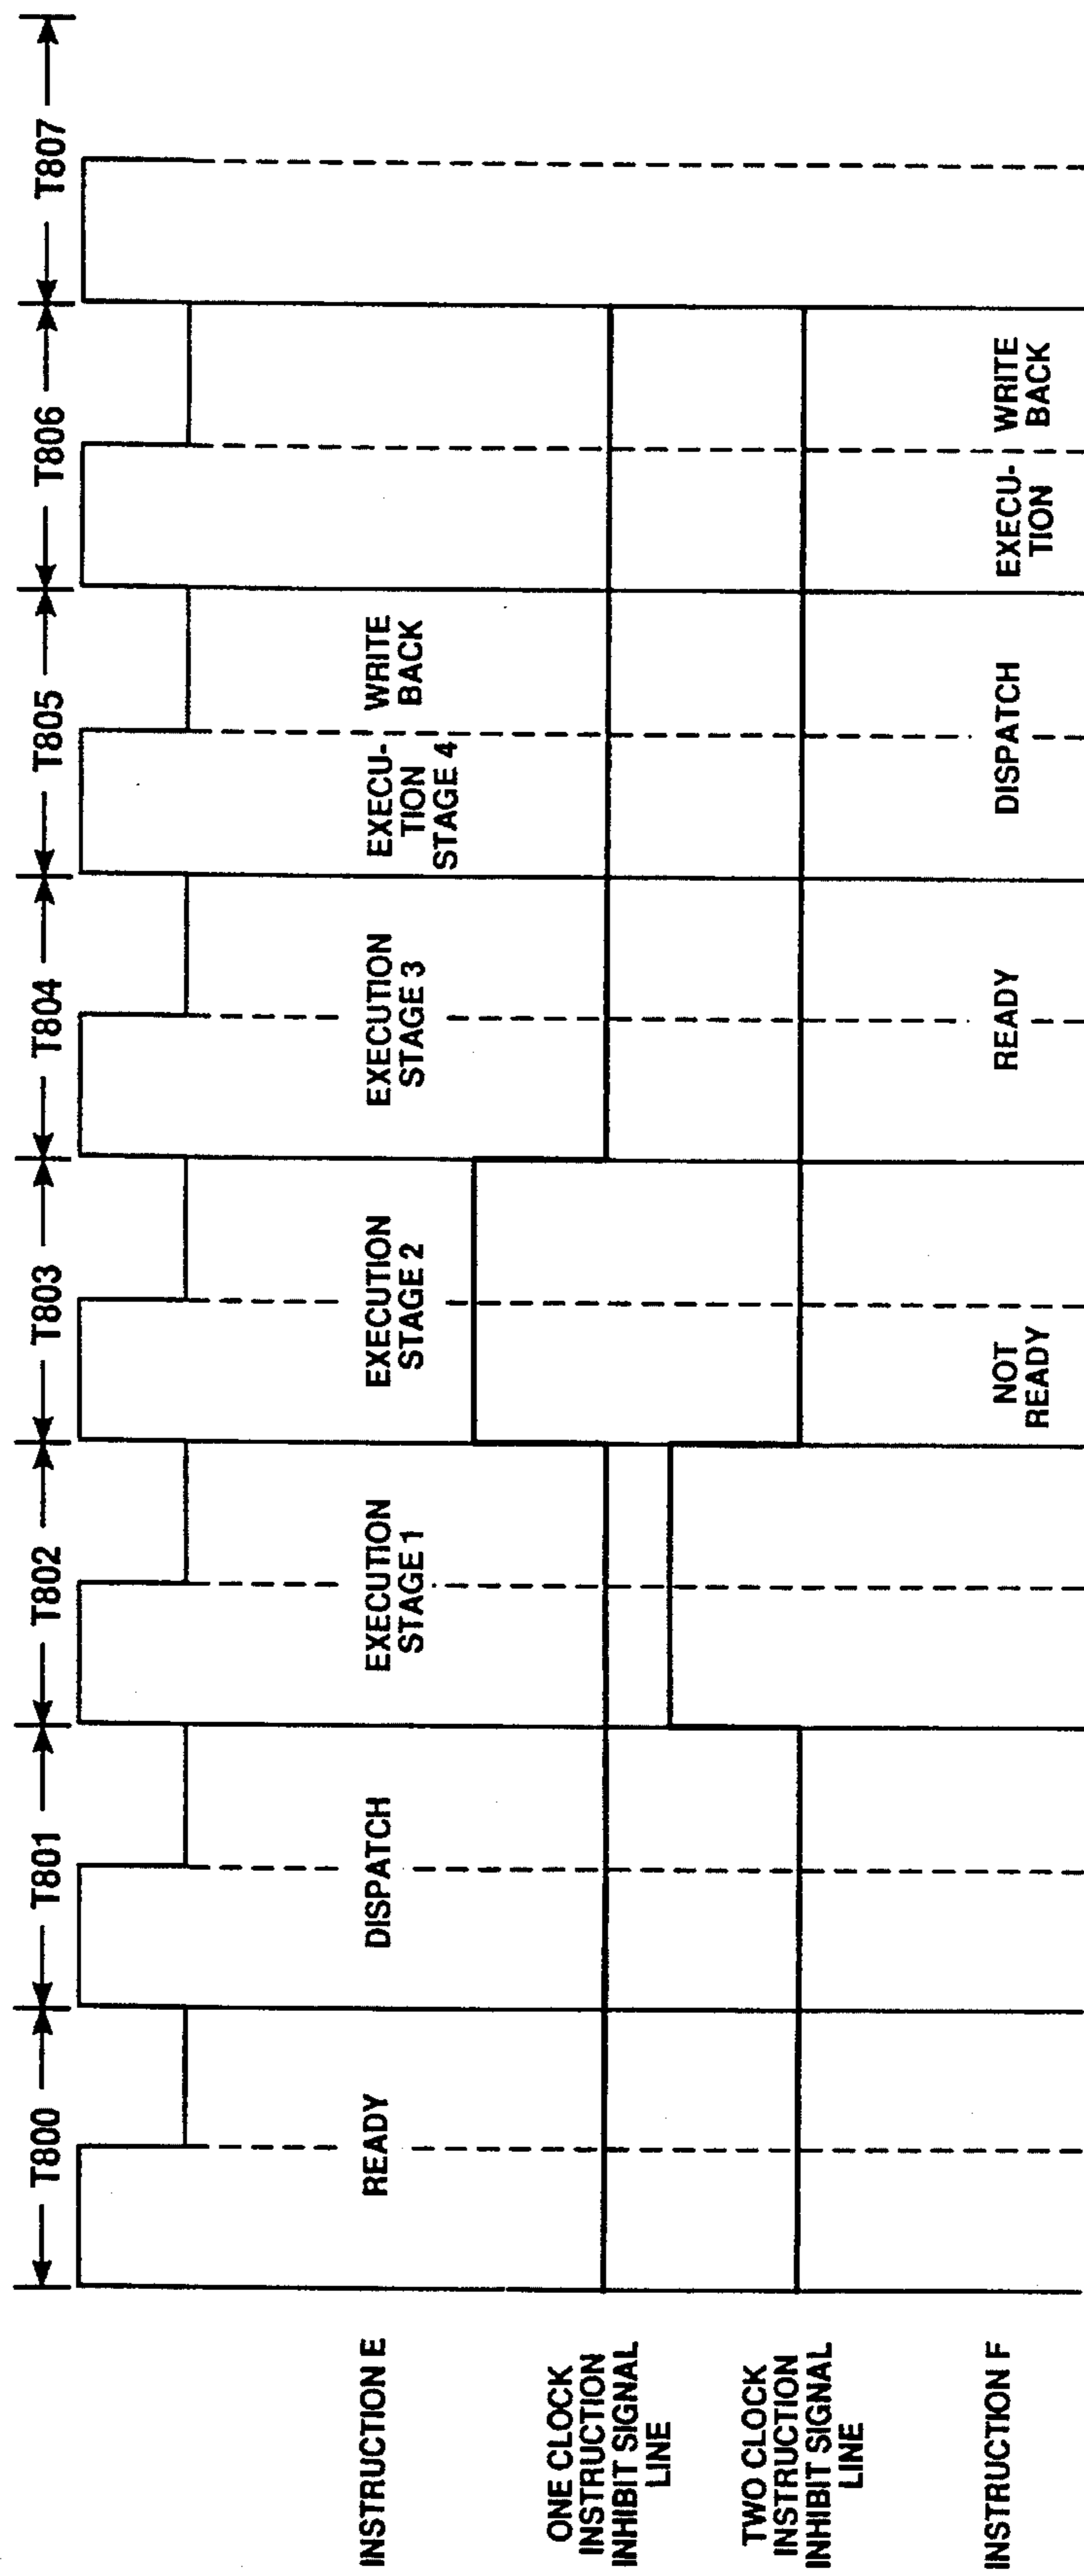 T800
T801
T802
T803
T804
T805
T806
T807
INSTRUCTION E
READY
DISPATCH
EXECUTION
STAGE 1
EXECUTION
STAGE 2
EXECUTION
STAGE 3
EXECU-
TION
STAGE 4
WRITE
BACK
ONE CLOCK
INSTRUCTION
INHIBIT SIGNAL
LINE
TWO CLOCK
INSTRUCTION
INHIBIT SIGNAL
LINE
INSTRUCTION F
NOT
READY
READY
DISPATCH
EXECU-
TION
WRITE
BACK